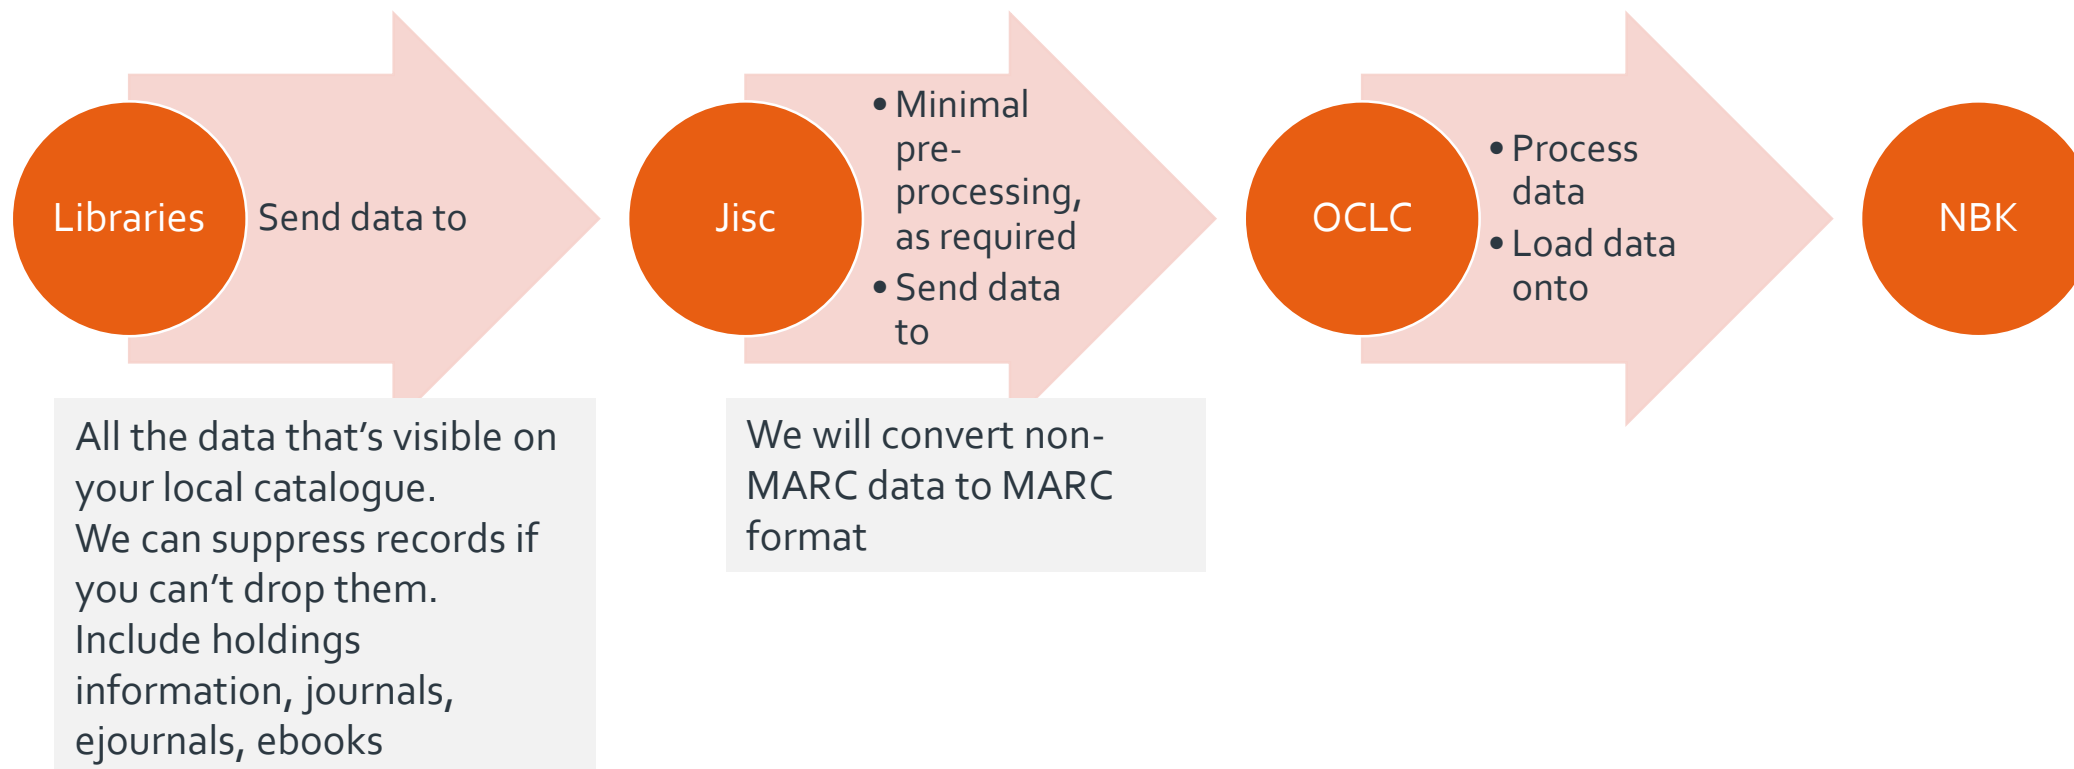 Libraries
Send data to
Jisc
• Minimal
pre-
processing,
as required
• Send data
to
OCLC
• Process
data
• Load data
onto
NBK
All the data that’s visible on
your local catalogue.
We can suppress records if
you can’t drop them.
Include holdings
information, journals,
ejournals, ebooks
We will convert non-
MARC data to MARC
format